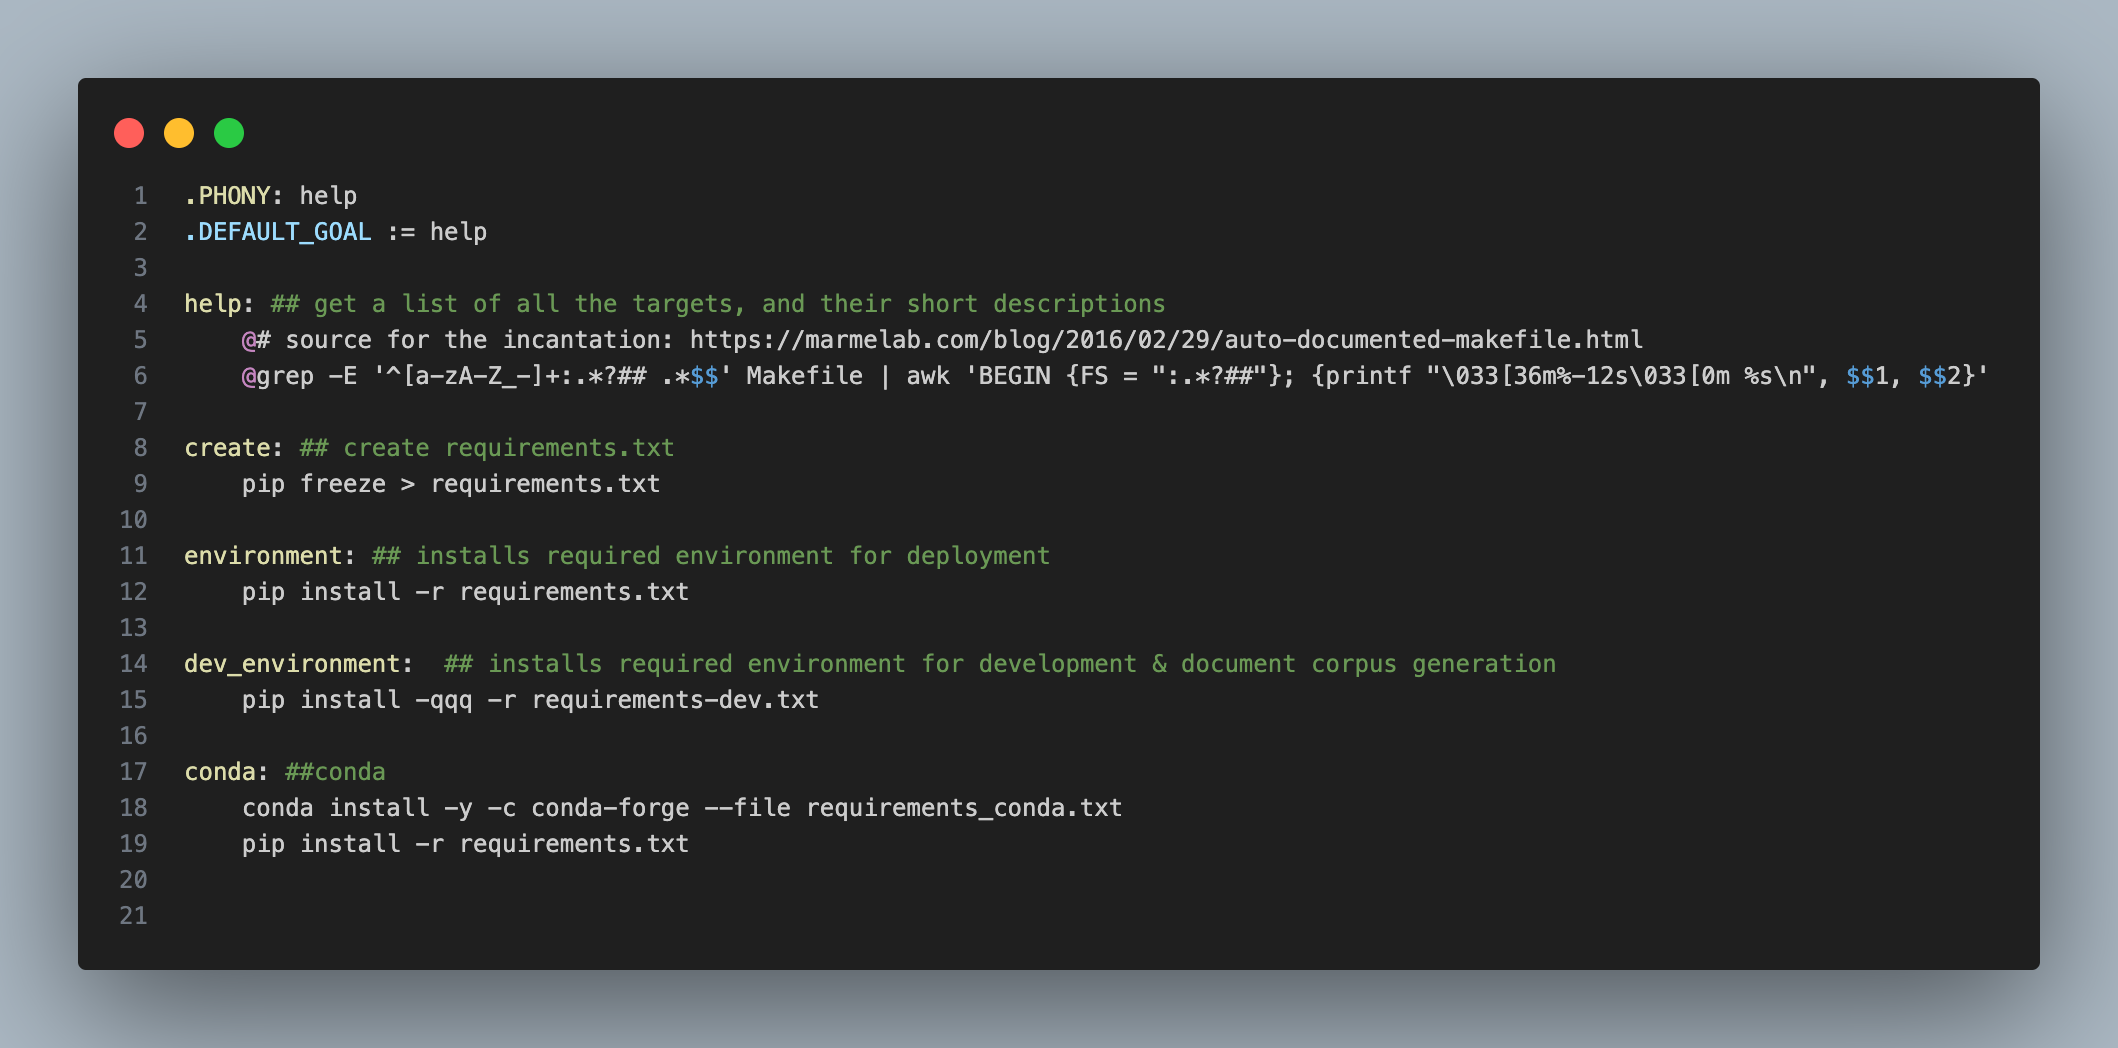 1 .PHONY: help
2 .DEFAULT_GOAL := help
3
4 help: ## get a list of all the targets, and their short descriptions
5     @# source for the incantation: https://marmelab.com/blog/2016/02/29/auto-documented-makefile.html
6     @grep -E '^[a-zA-Z_-]+:.*?## .*$$' Makefile | awk 'BEGIN {FS = ":.*?##"}; {printf "\033[36m%-12s\033[0m %s\n", $$1, $$2}'
7
8 create: ## create requirements.txt
9     pip freeze > requirements.txt
10
11 environment: ## installs required environment for deployment
12     pip install -r requirements.txt
13
14 dev_environment:  ## installs required environment for development & document corpus generation
15     pip install -qqq -r requirements-dev.txt
16
17 conda: ##conda
18     conda install -y -c conda-forge --file requirements_conda.txt
19     pip install -r requirements.txt
20
21